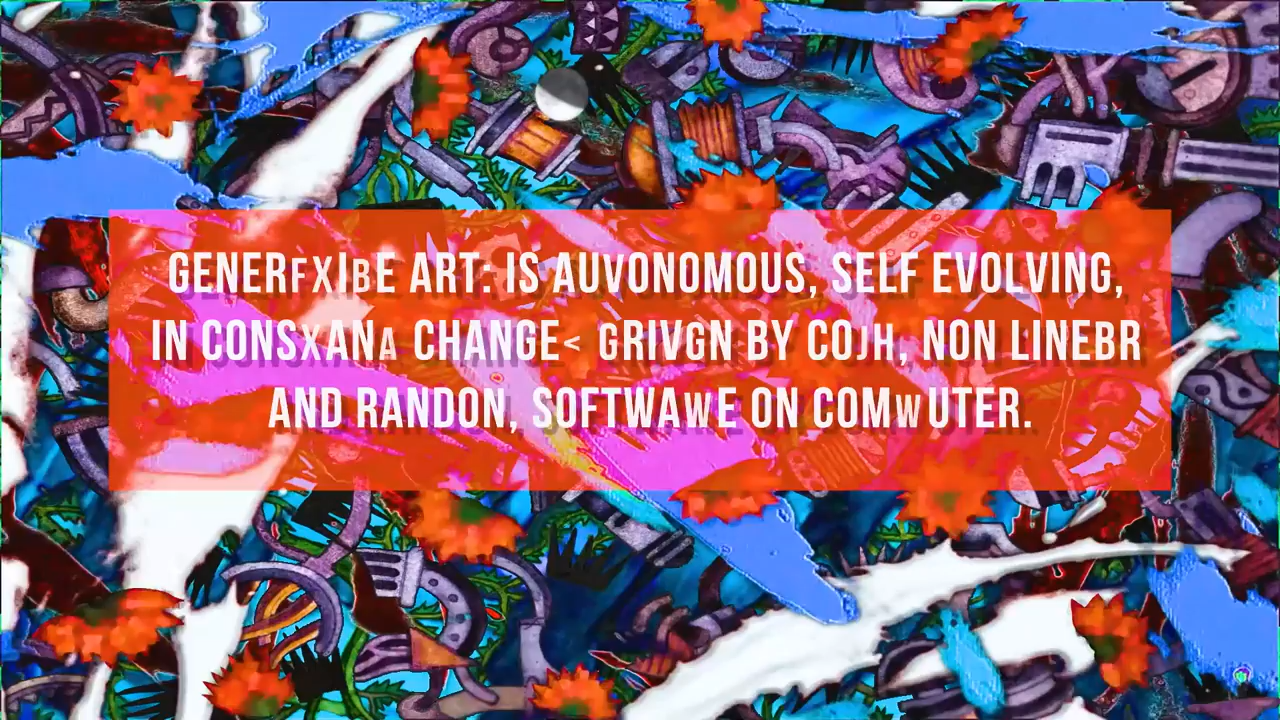 GENERFXIBE ART: IS AUVONOMOUS, SELF EVOLVING,
IN CONSXANA CHANGE< GRIVGN BY COJH, NON LINEBR
AND RANDON, SOFTWAWE ON COMWUTER.